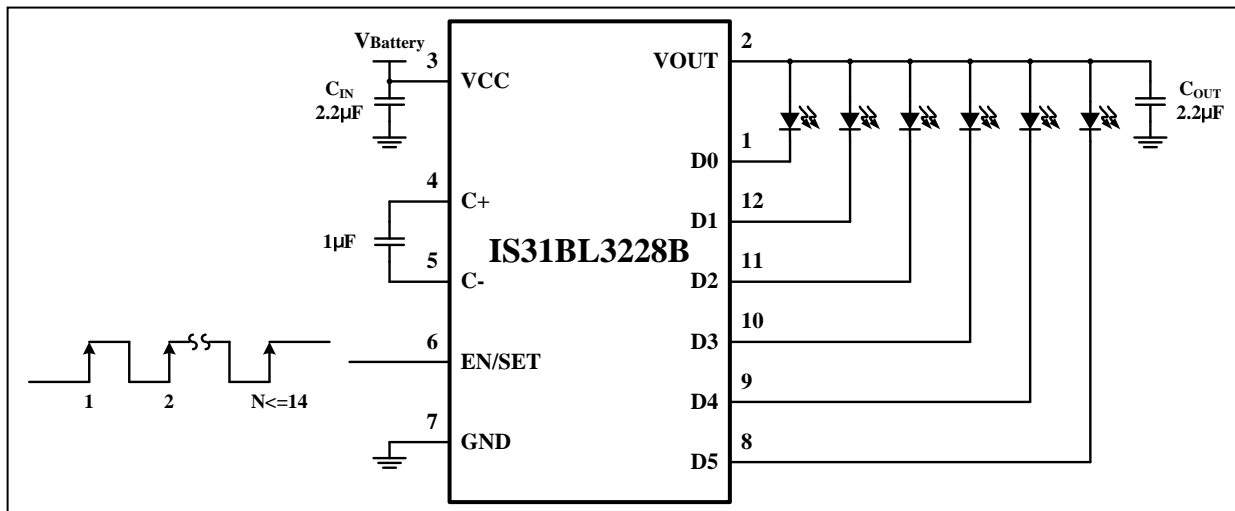 VBattery
3
VCC
CIN
2.2µF
4
C+
1µF
5
C-
6
EN/SET
1
2
N<=14
7
GND
IS31BL3228B
2
VOUT
COUT
2.2µF
1
D0
12
D1
11
D2
10
D3
9
D4
8
D5